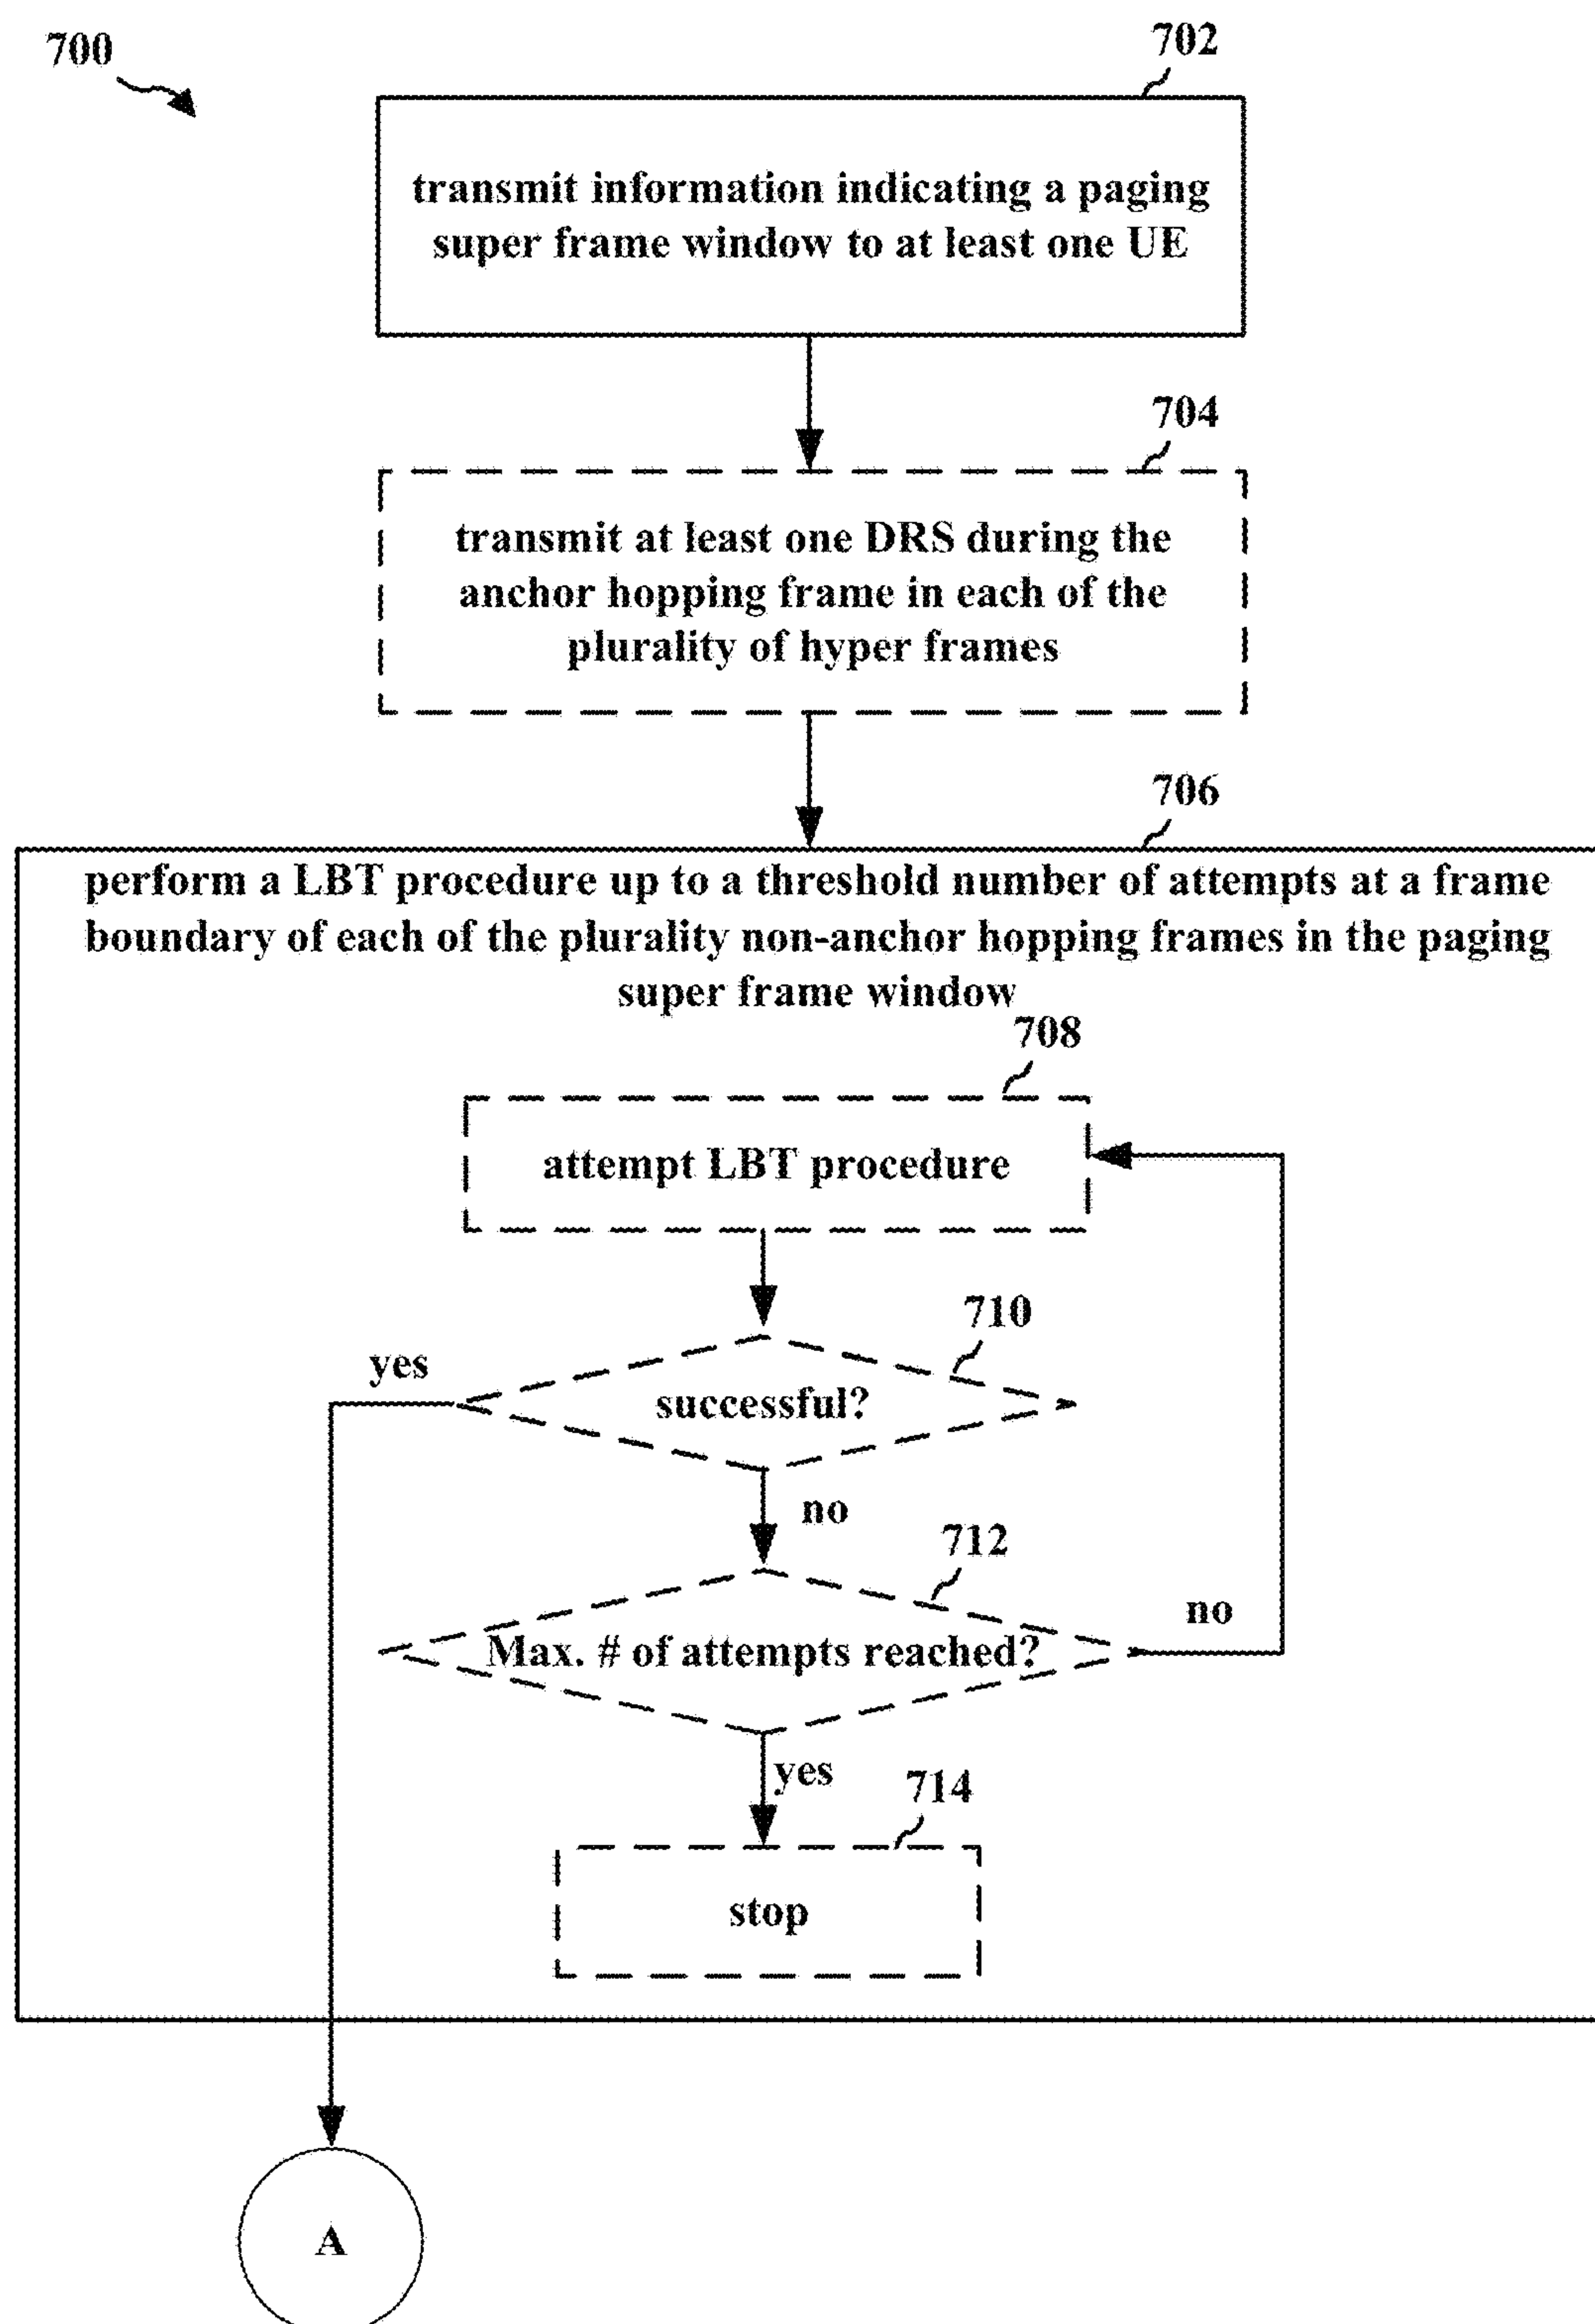 700
702
transmit information indicating a paging
super frame window to at least one UE
704
transmit at least one DRS during the
anchor hopping frame in each of the
plurality of hyper frames
706
perform a LBT procedure up to a threshold number of attempts at a frame
boundary of each of the plurality non-anchor hopping frames in the paging
super frame window
708
attempt LBT procedure
710
yes
successful?
no
712
no
Max. # of attempts reached?
yes
714
stop
A